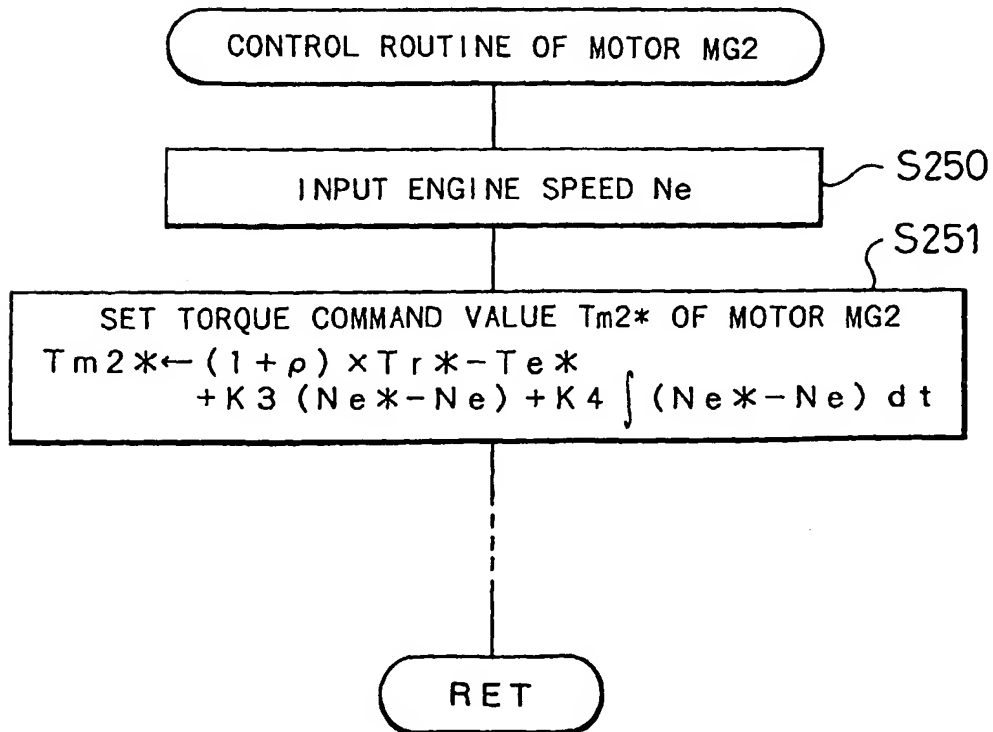 CONTROL ROUTINE OF MOTOR MG2
INPUT ENGINE SPEED Ne
S250
S251
SET TORQUE COMMAND VALUE Tm2* OF MOTOR MG2
Tm2*←(1+ρ)×Tr*-Te*
+K3(Ne*-Ne)+K4∫(Ne*-Ne)dt
RET